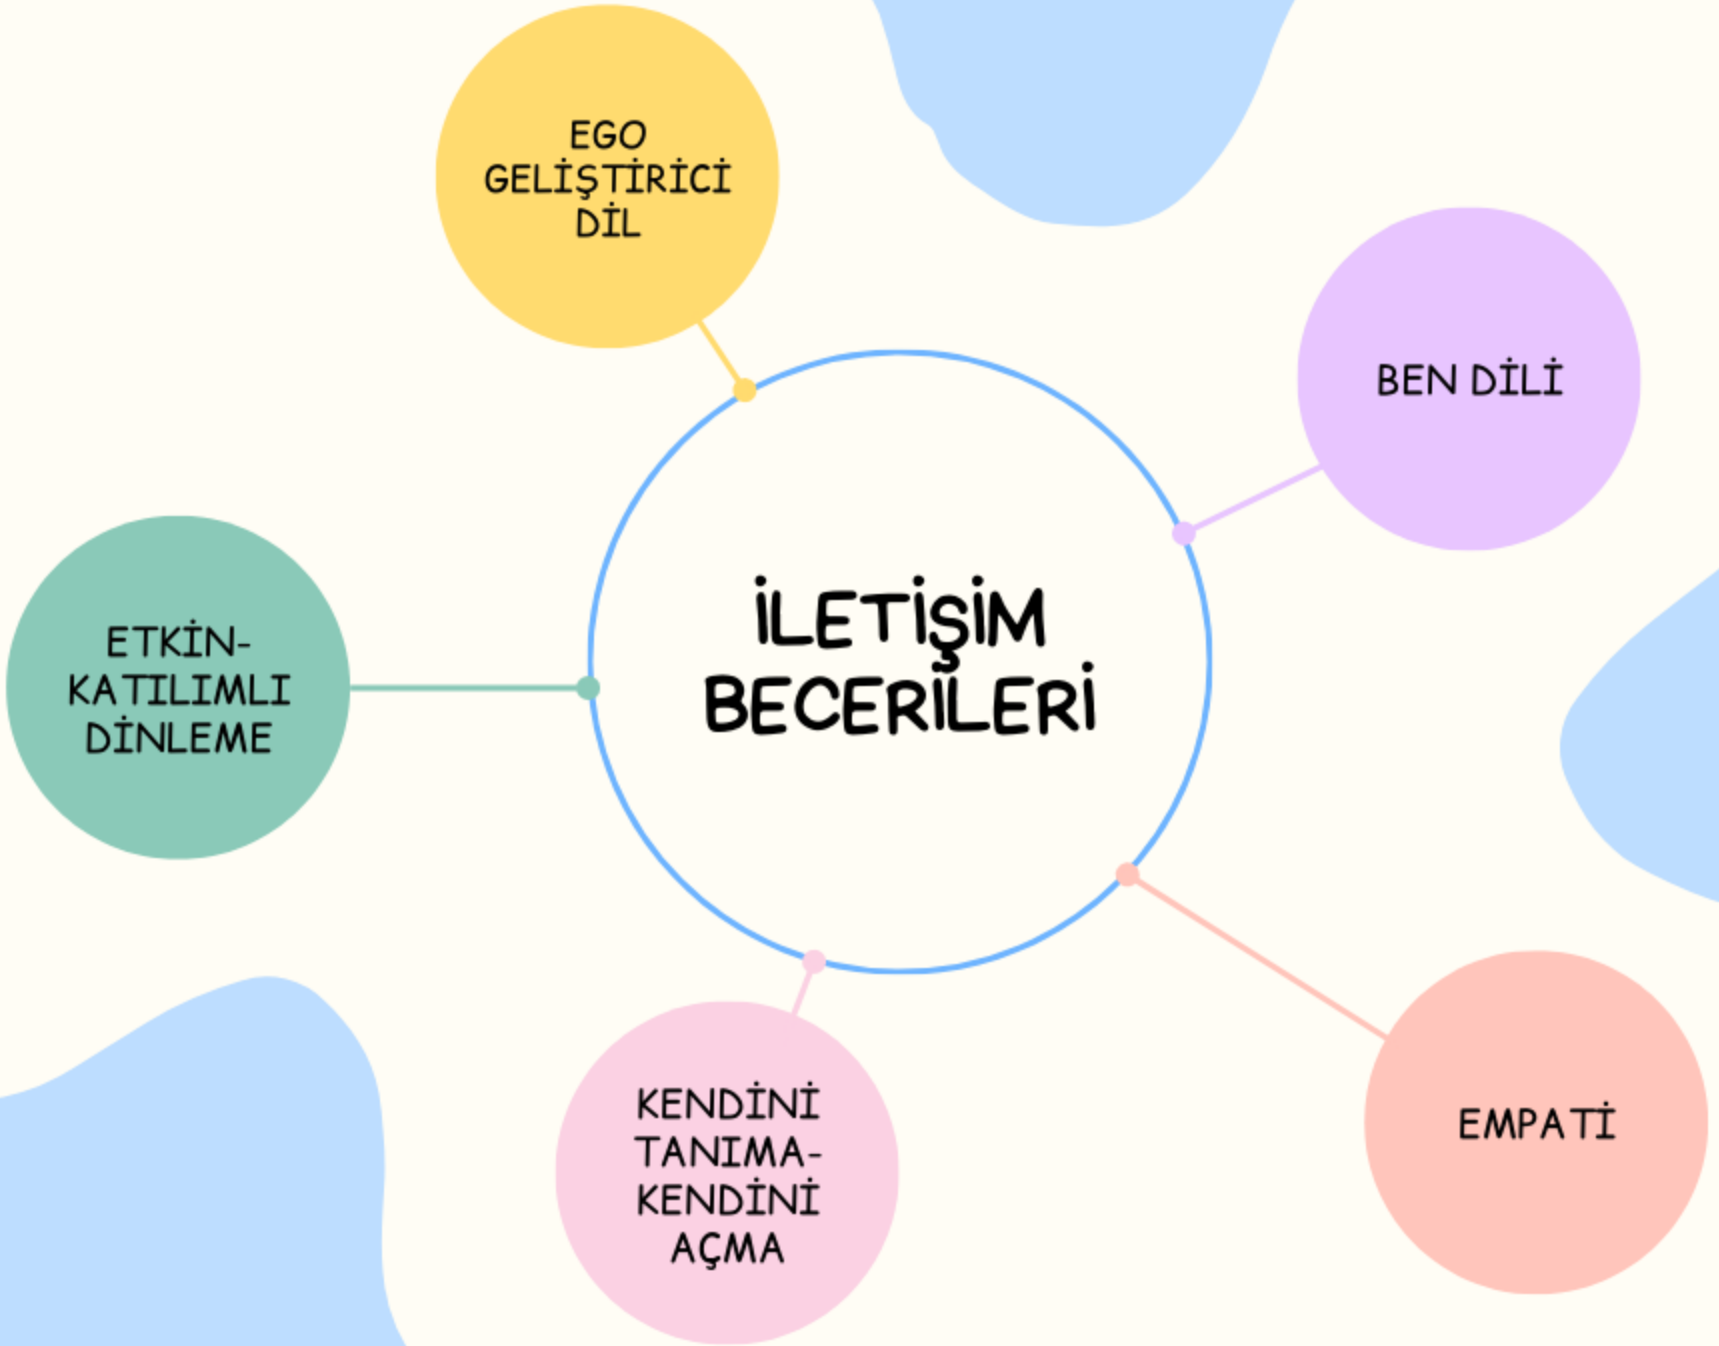 EGO
GELİŞTİRİCİ
DİL
BEN DİLİ
İLETİŞİM
BECERİLERİ
ETKİN-
KATILIMLI
DİNLEME
KENDİNİ
TANIMA-
KENDİNİ
AÇMA
EMPATİ